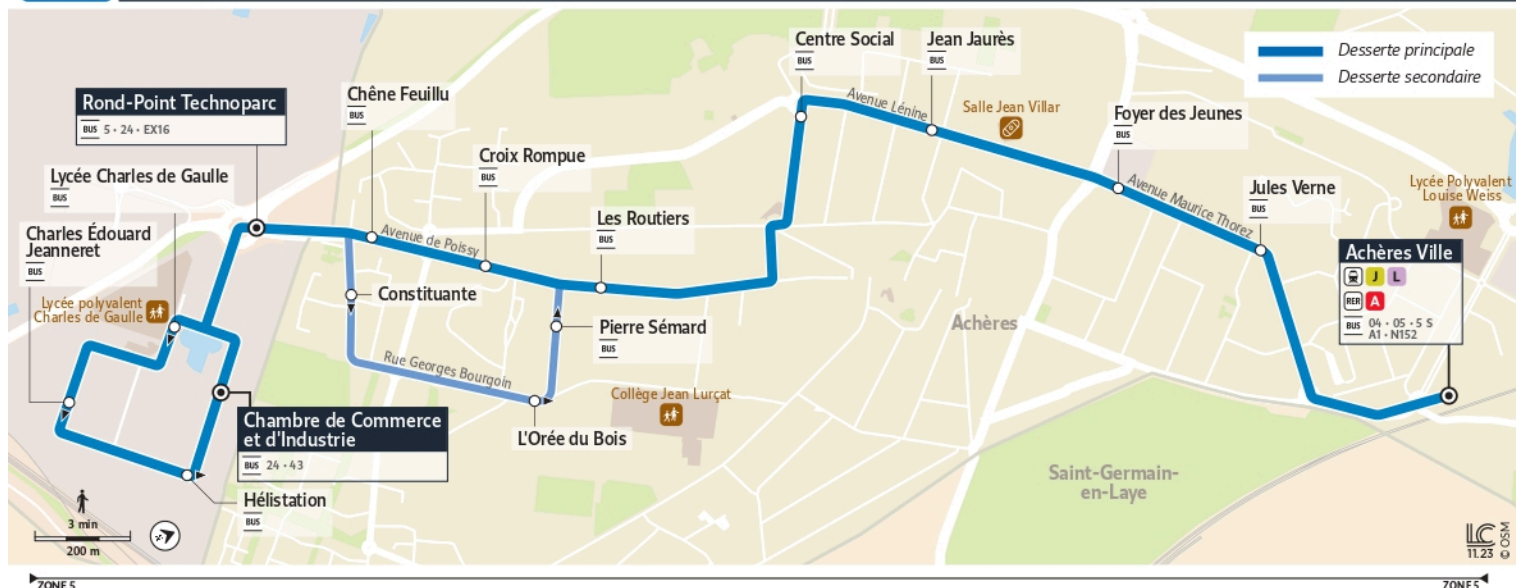 Centre Social
BUS
Jean Jaurès
BUS
Desserte principale
Desserte secondaire
Rond-Point Technoparc
BUS 5 · 24 · EX16
Chêne Feuillu
BUS
Avenue Lénine
Salle Jean Villar
Foyer des Jeunes
BUS
Croix Rompue
BUS
Lycée Charles de Gaulle
BUS
Avenue Maurice Thorez
Jules Verne
BUS
Lycée Polyvalent
Louise Weiss
Charles Édouard
Jeanneret
BUS
Avenue de Poissy
Les Routiers
BUS
Achères Ville
J L
RER A
BUS 04 · 05 · 5 S
A1 · N152
Lycée polyvalent
Charles de Gaulle
Constituante
Pierre Sémard
BUS
Achères
Rue Georges Bourgoin
Collège Jean Lurçat
Chambre de Commerce
et d'Industrie
BUS 24 · 43
L'Orée du Bois
Saint-Germain-
en-Laye
Hélistation
BUS
3 min
200 m
LC
11.23
© OSM
ZONE 5
ZONE 5